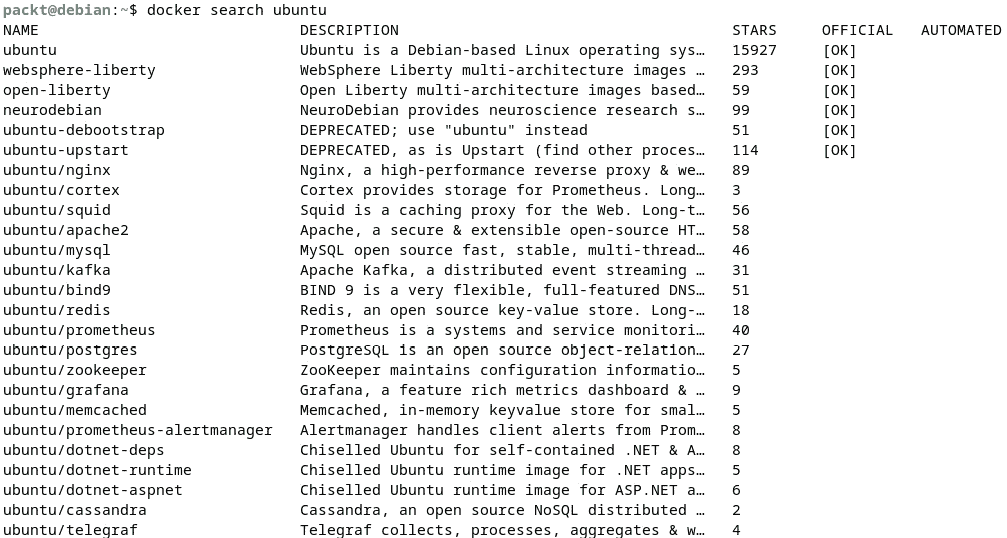 packt@debian:~$ docker search ubuntu
NAME DESCRIPTION STARS OFFICIAL AUTOMATED
ubuntu Ubuntu is a Debian-based Linux operating sys… 15927 [OK]
websphere-liberty WebSphere Liberty multi-architecture images … 293 [OK]
open-liberty Open Liberty multi-architecture images based… 59 [OK]
neurodebian NeuroDebian provides neuroscience research s… 99 [OK]
ubuntu-debootstrap DEPRECATED; use "ubuntu" instead 51 [OK]
ubuntu-upstart DEPRECATED, as is Upstart (find other proces… 114 [OK]
ubuntu/nginx Nginx, a high-performance reverse proxy & we… 89
ubuntu/cortex Cortex provides storage for Prometheus. Long… 3
ubuntu/squid Squid is a caching proxy for the Web. Long-t… 56
ubuntu/apache2 Apache, a secure & extensible open-source HT… 58
ubuntu/mysql MySQL open source fast, stable, multi-thread… 46
ubuntu/kafka Apache Kafka, a distributed event streaming … 31
ubuntu/bind9 BIND 9 is a very flexible, full-featured DNS… 51
ubuntu/redis Redis, an open source key-value store. Long-… 18
ubuntu/prometheus Prometheus is a systems and service monitori… 40
ubuntu/postgres PostgreSQL is an open source object-relation… 27
ubuntu/zookeeper ZooKeeper maintains configuration informatio… 5
ubuntu/grafana Grafana, a feature rich metrics dashboard & … 9
ubuntu/memcached Memcached, in-memory keyvalue store for smal… 5
ubuntu/prometheus-alertmanager Alertmanager handles client alerts from Prom… 8
ubuntu/dotnet-deps Chiselled Ubuntu for self-contained .NET & A… 8
ubuntu/dotnet-runtime Chiselled Ubuntu runtime image for .NET apps… 5
ubuntu/dotnet-aspnet Chiselled Ubuntu runtime image for ASP.NET a… 6
ubuntu/cassandra Cassandra, an open source NoSQL distributed … 2
ubuntu/telegraf Telegraf collects, processes, aggregates & w… 4